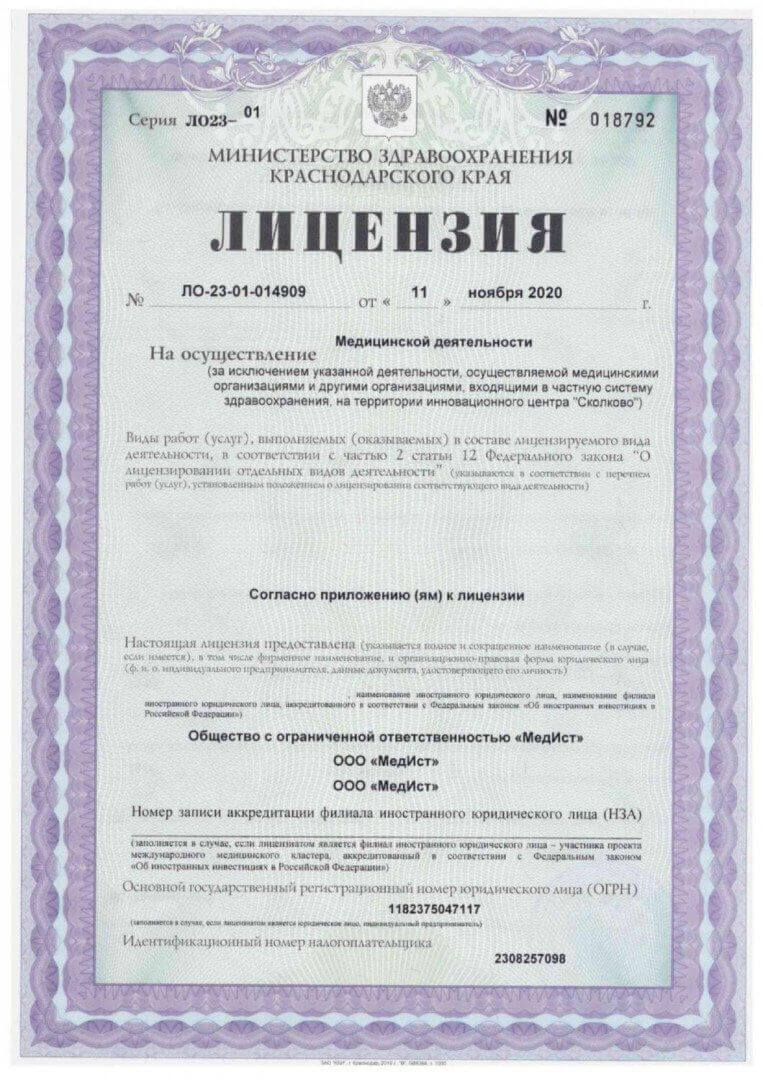 Серия ЛО23– 01 № 018792
МИНИСТЕРСТВО ЗДРАВООХРАНЕНИЯ
КРАСНОДАРСКОГО КРАЯ
ЛИЦЕНЗИЯ
№ ЛО-23-01-014909 от « 11 » ноября 2020 г.
Медицинской деятельности
На осуществление
(за исключением указанной деятельности, осуществляемой медицинскими
организациями и другими организациями, входящими в частную систему
здравоохранения, на территории инновационного центра "Сколково")
Виды работ (услуг), выполняемых (оказываемых) в составе лицензируемого вида
деятельности, в соответствии с частью 2 статьи 12 Федерального закона "О
лицензировании отдельных видов деятельности" (указываются в соответствии с перечнем
работ (услуг), установленным положением о лицензировании соответствующего вида деятельности)
Согласно приложению (ям) к лицензии
Настоящая лицензия предоставлена (указывается полное и сокращенное наименование (в случае,
если имеется), в том числе фирменное наименование, и организационно-правовая форма юридического лица
(ф. и. о. индивидуального предпринимателя, данные документа, удостоверяющего его личность)
, наименование иностранного юридического лица, наименование филиала
иностранного юридического лица, аккредитованного в соответствии с Федеральным законом «Об иностранных инвестициях в
Российской Федерации»)
Общество с ограниченной ответственностью «МедИст»
ООО «МедИст»
ООО «МедИст»
Номер записи аккредитации филиала иностранного юридического лица (НЗА)
(заполняется в случае, если лицензиатом является филиал иностранного юридического лица – участника проекта
международного медицинского кластера, аккредитованный в соответствии с Федеральным законом
«Об иностранных инвестициях в Российской Федерации»)
Основной государственный регистрационный номер юридического лица (ОГРН)
1182375047117
(заполняется в случае, если лицензиатом является юридическое лицо, индивидуальный предприниматель)
Идентификационный номер налогоплательщика
2308257098